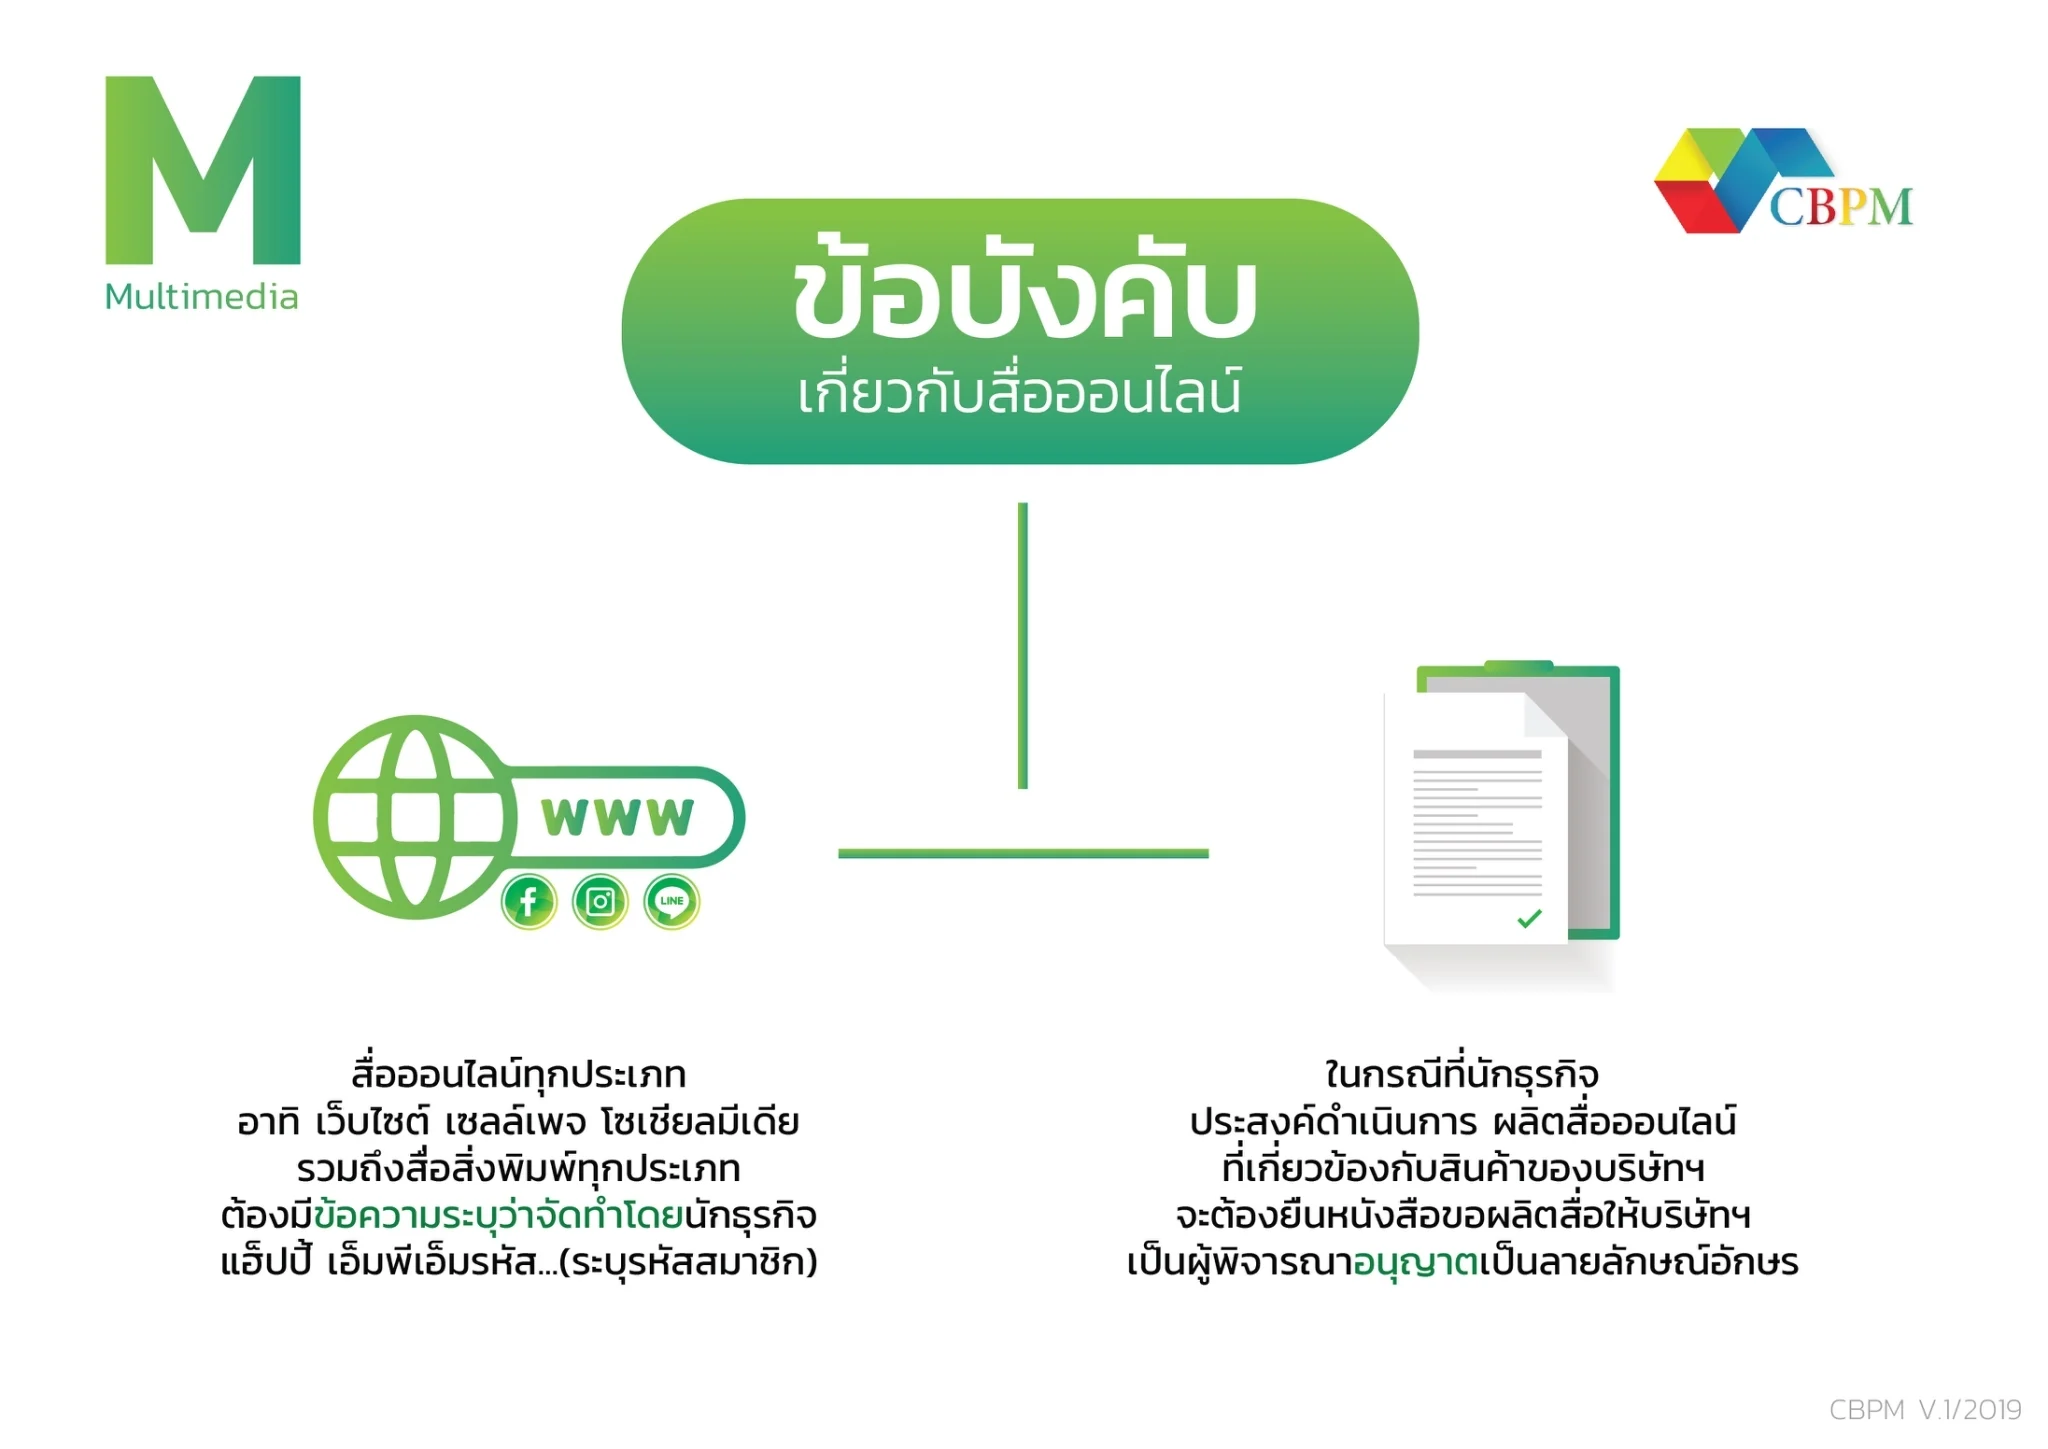 M
Multimedia
CBPM
ข้อบังคับ
เกี่ยวกับสื่อออนไลน์
www
LINE
สื่อออนไลน์ทุกประเภท
อาทิ เว็บไซต์ เซลล์เพจ โซเชียลมีเดีย
รวมถึงสื่อสิ่งพิมพ์ทุกประเภท
ต้องมีข้อความระบุว่าจัดทำโดยนักธุรกิจ
แฮ็ปปี้ เอ็มพีเอ็มรหัส...(ระบุรหัสสมาชิก)
ในกรณีที่นักธุรกิจ
ประสงค์ดำเนินการ ผลิตสื่อออนไลน์
ที่เกี่ยวข้องกับสินค้าของบริษัทฯ
จะต้องยืนหนังสือขอผลิตสื่อให้บริษัทฯ
เป็นผู้พิจารณาอนุญาตเป็นลายลักษณ์อักษร
CBPM V.1/2019